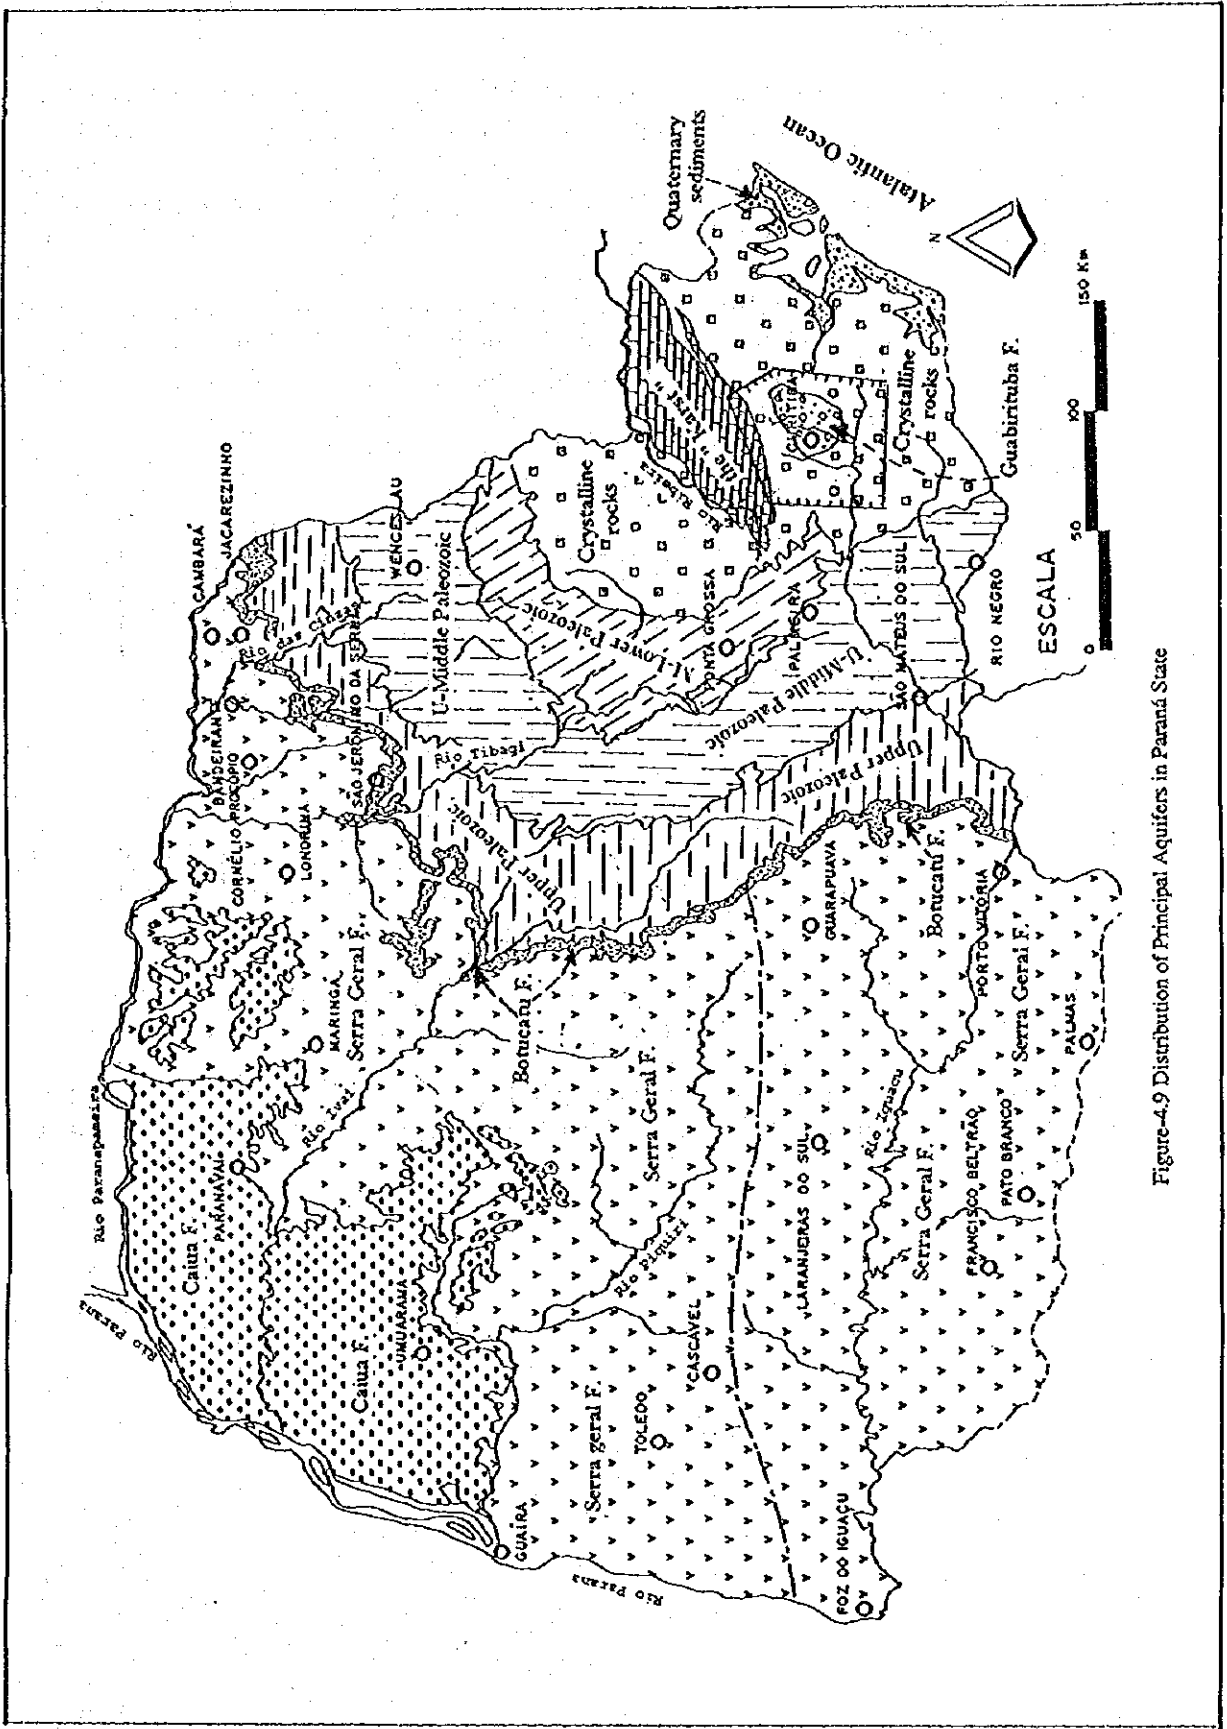 Rio Paranapanema
Rio Paraná
Caiua F.
PARANAVAÍ
Caiua F.
UMUARAMA
GUAÍRA
Rio Paraná
Rio Ivaí
MARINGÁ
Serra Geral F.
LONDRINA
CORNÉLIO PROCÓPIO
BANDEIRANT
CAMBARÁ
JACAREZINHO
Rio das Cinzas
SÃO JERÔNIMO DA SERRA
WENCESLAU
U-Middle Paleozoic
Rio Tibagi
Upper Paleozoic
Botucatu F.
M-Lower Paleozoic
Crystalline
rocks
Rio Ribeira
the "Karst"
Quaternary
sediments
Atalantic Ocean
N
CURITIBA
Crystalline
rocks
Guabirituba F.
PONTA GROSSA
PALMEIRA
U-Middle Paleozoic
SÃO MATEUS DO SUL
RIO NEGRO
Upper Paleozoic
GUARAPUAVA
Botucatu F.
PORTO VITÓRIA
Serra Geral F.
PALMAS
Serra Geral F.
Rio Piquiri
Serra geral F.
TOLEDO
CASCAVEL
LARANJEIRAS DO SUL
Rio Iguaçu
Serra Geral F.
FRANCISCO BELTRÃO
PATO BRANCO
FOZ DO IGUAÇU
ESCALA
0 50 100 150 Km
Figure-4.9 Distribution of Principal Aquifers in Paraná State